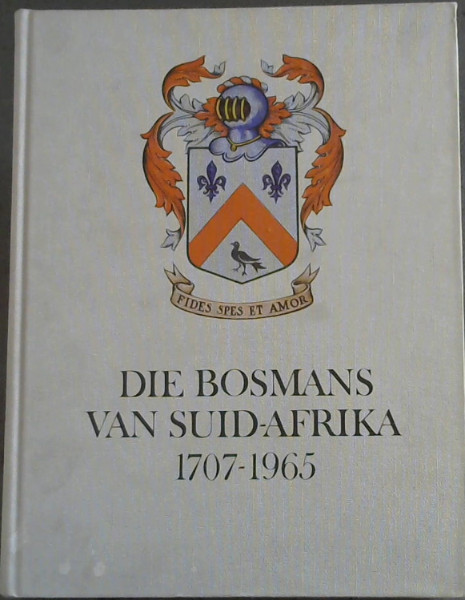 FIDES SPES ET AMOR
DIE BOSMANS
VAN SUID-AFRIKA
1707-1965